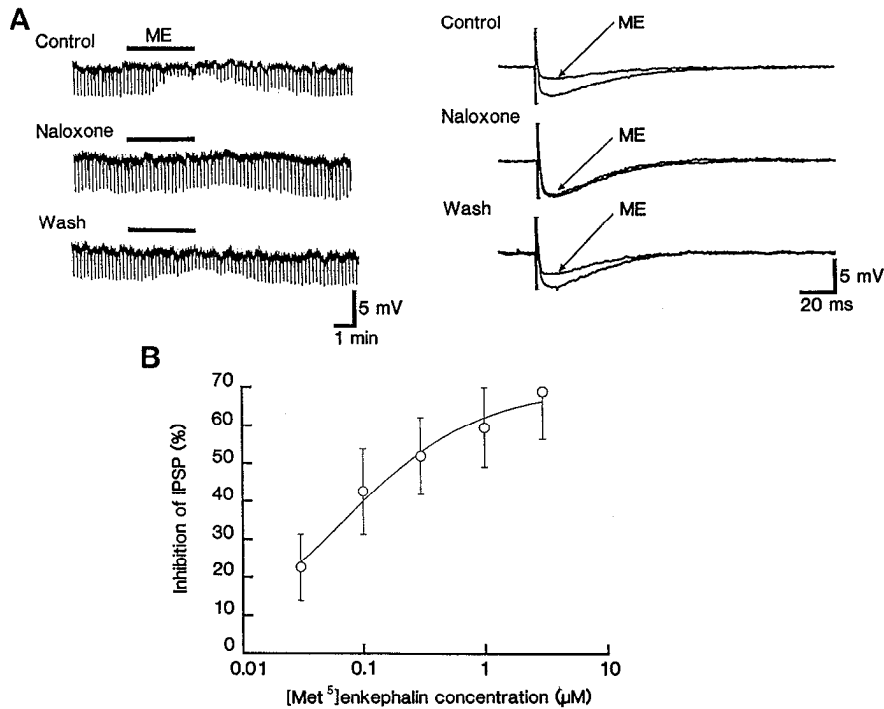 A
Control
ME
Naloxone
Wash
5 mV
1 min
Control
ME
Naloxone
ME
Wash
ME
5 mV
20 ms
B
Inhibition of IPSP (%)
70
60
50
40
30
20
10
0
0.01
0.1
1
10
[Met⁵]enkephalin concentration (μM)